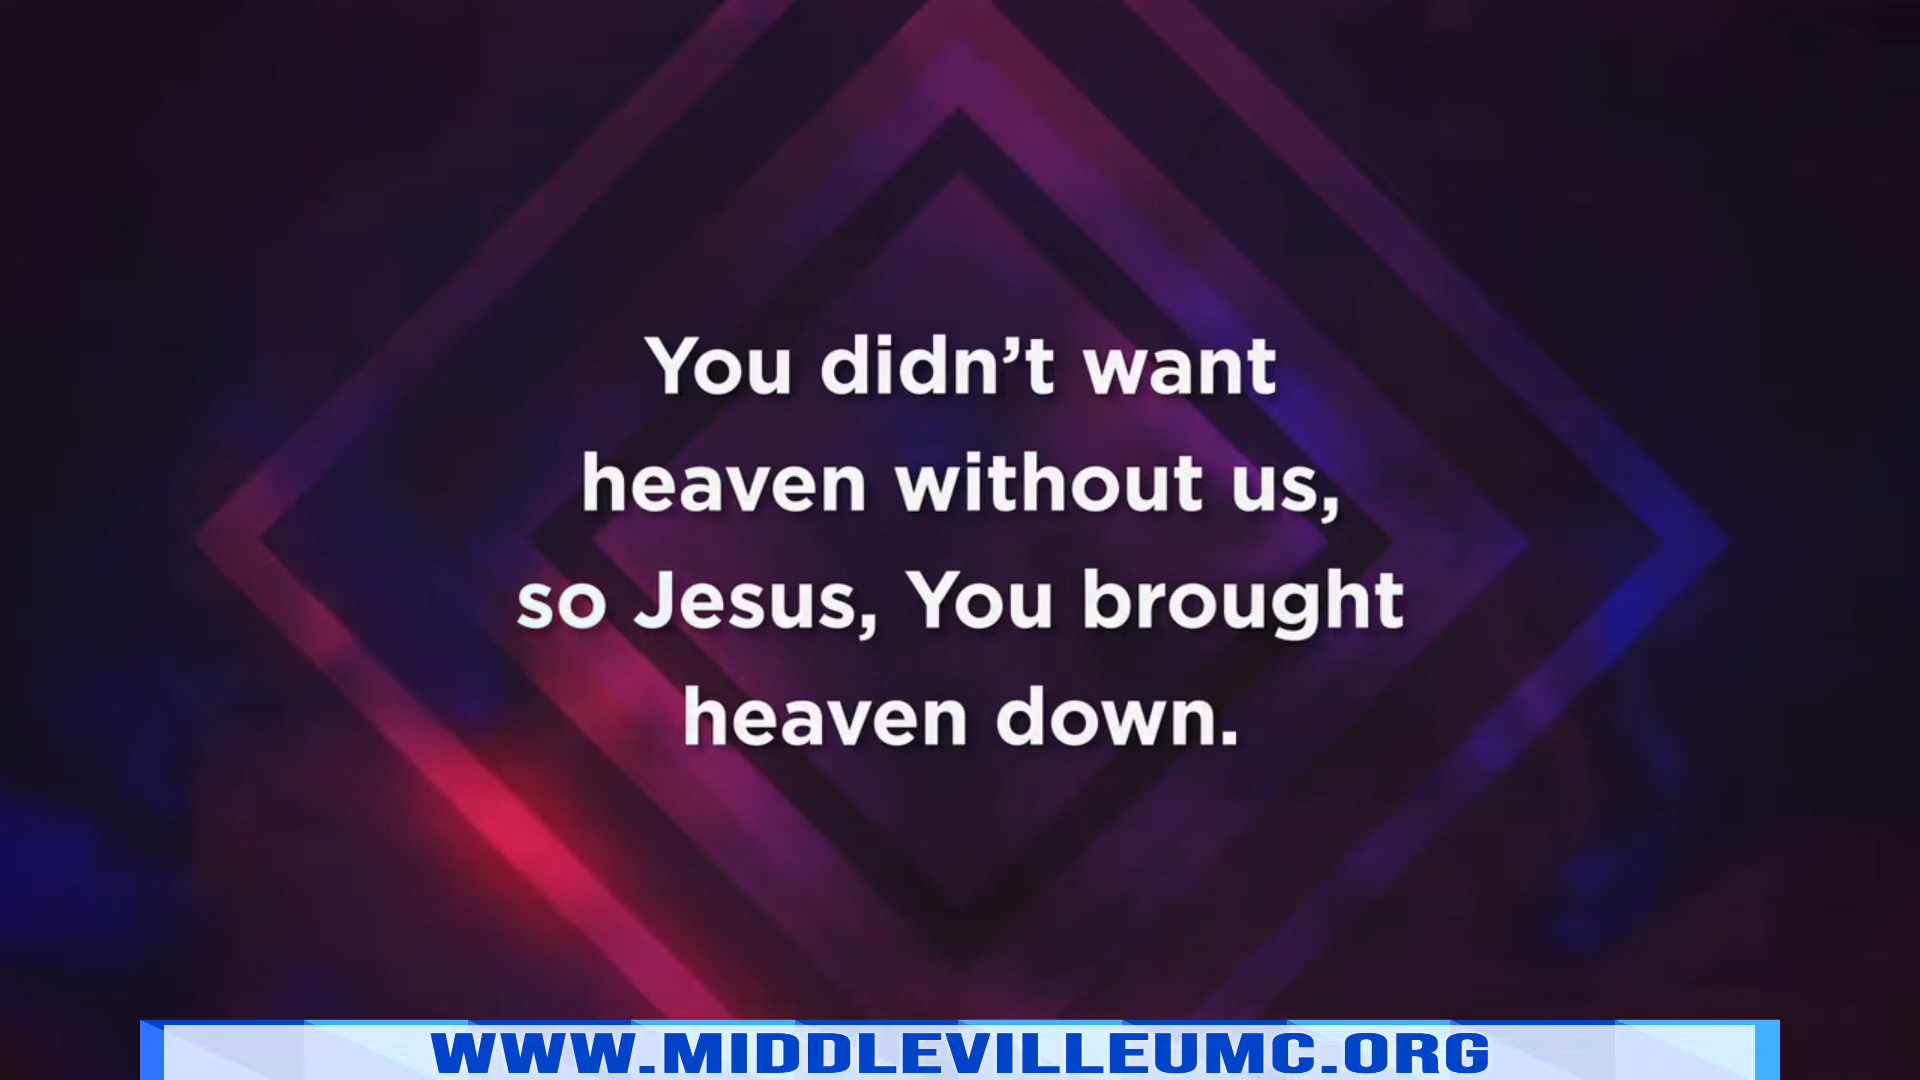 You didn’t want
heaven without us,
so Jesus, You brought
heaven down.
WWW.MIDDLEVILLEUMC.ORG